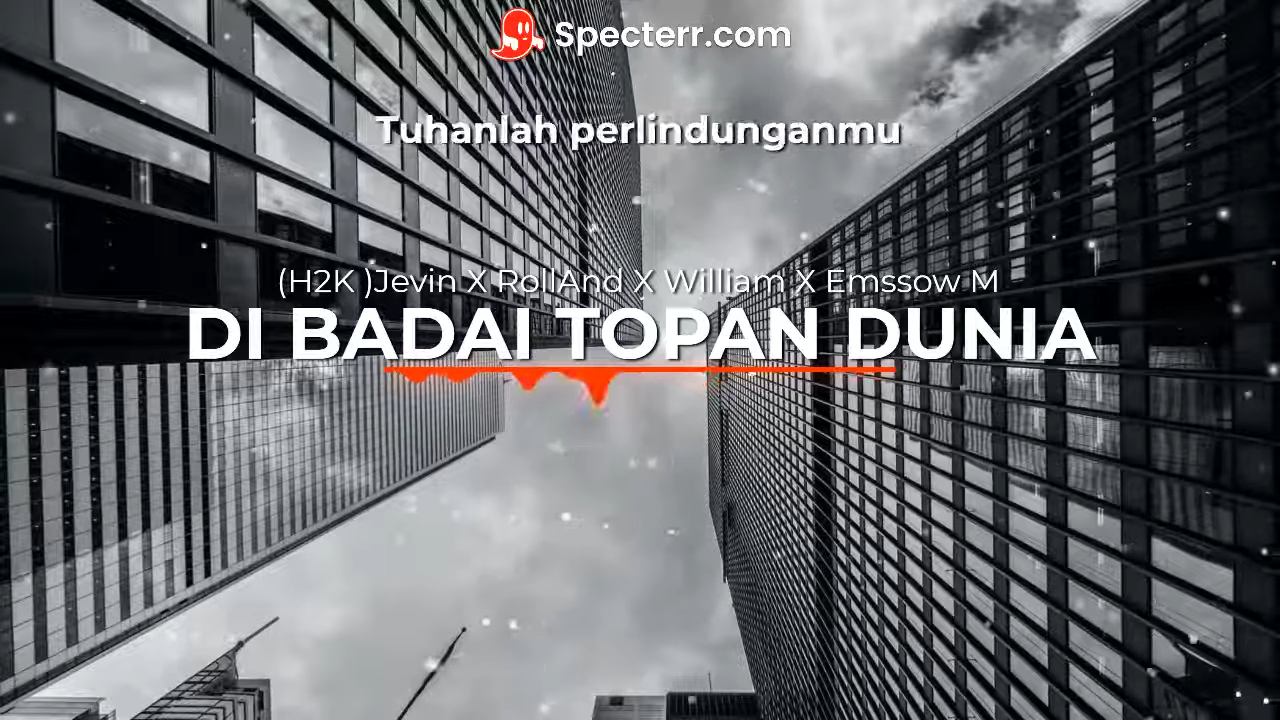 Specterr.com
Tuhanlah perlindunganmu
(H2K )Jevin X RollAnd X William X Emssow M
DI BADAI TOPAN DUNIA